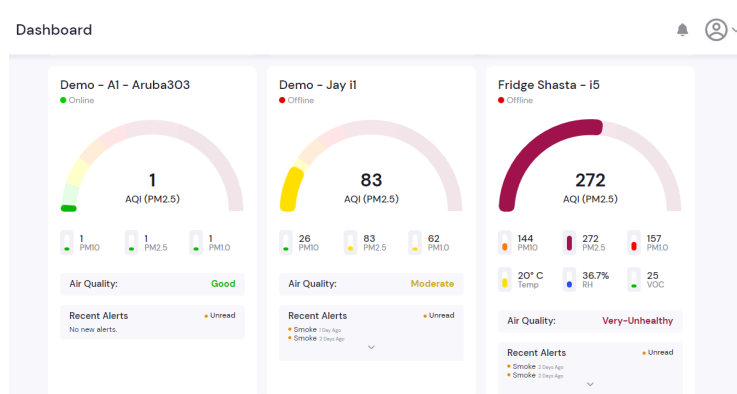 Dashboard
Demo - A1 - Aruba303
Online
1
AQI (PM2.5)
1
PM10
1
PM2.5
1
PM1.0
Air Quality:
Good
Recent Alerts
Unread
No new alerts.
Demo - Jay i1
Offline
83
AQI (PM2.5)
26
PM10
83
PM2.5
62
PM1.0
Air Quality:
Moderate
Recent Alerts
Unread
Smoke 1 Day Ago
Smoke 2 Days Ago
Fridge Shasta - i5
Offline
272
AQI (PM2.5)
144
PM10
272
PM2.5
157
PM1.0
20° C
Temp
36.7%
RH
25
VOC
Air Quality:
Very-Unhealthy
Recent Alerts
Unread
Smoke 2 Days Ago
Smoke 2 Days Ago